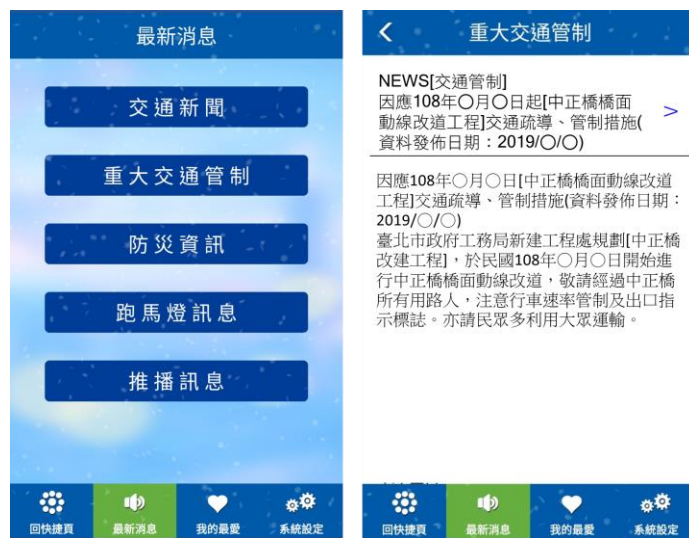 最新消息
交通新聞
重大交通管制
防災資訊
跑馬燈訊息
推播訊息
回快捷頁
最新消息
我的最愛
系統設定
重大交通管制
NEWS[交通管制]
因應108年〇月〇日起[中正橋橋面
動線改道工程]交通疏導、管制措施(
資料發佈日期：2019/〇/〇)
>
因應108年〇月〇日[中正橋橋面動線改道
工程]交通疏導、管制措施(資料發佈日期：
2019/〇/〇)
臺北市政府工務局新建工程處規劃[中正橋
改建工程]，於民國108年〇月〇日開始進
行中正橋橋面動線改道，敬請經過中正橋
所有用路人，注意行車速率管制及出口指
示標誌。亦請民眾多利用大眾運輸。
回快捷頁
最新消息
我的最愛
系統設定